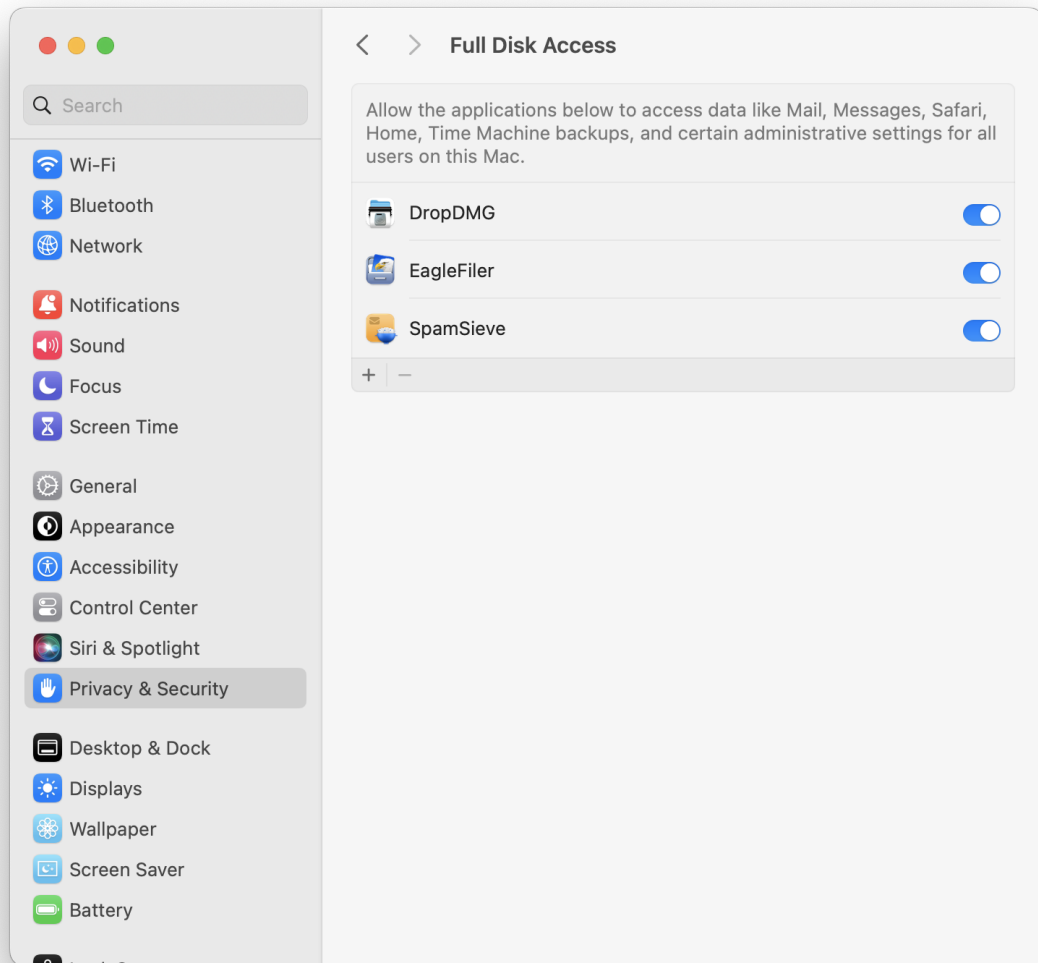 Search
Wi-Fi
Bluetooth
Network
Notifications
Sound
Focus
Screen Time
General
Appearance
Accessibility
Control Center
Siri & Spotlight
Privacy & Security
Desktop & Dock
Displays
Wallpaper
Screen Saver
Battery
Full Disk Access
Allow the applications below to access data like Mail, Messages, Safari,
Home, Time Machine backups, and certain administrative settings for all
users on this Mac.
DropDMG
EagleFiler
SpamSieve